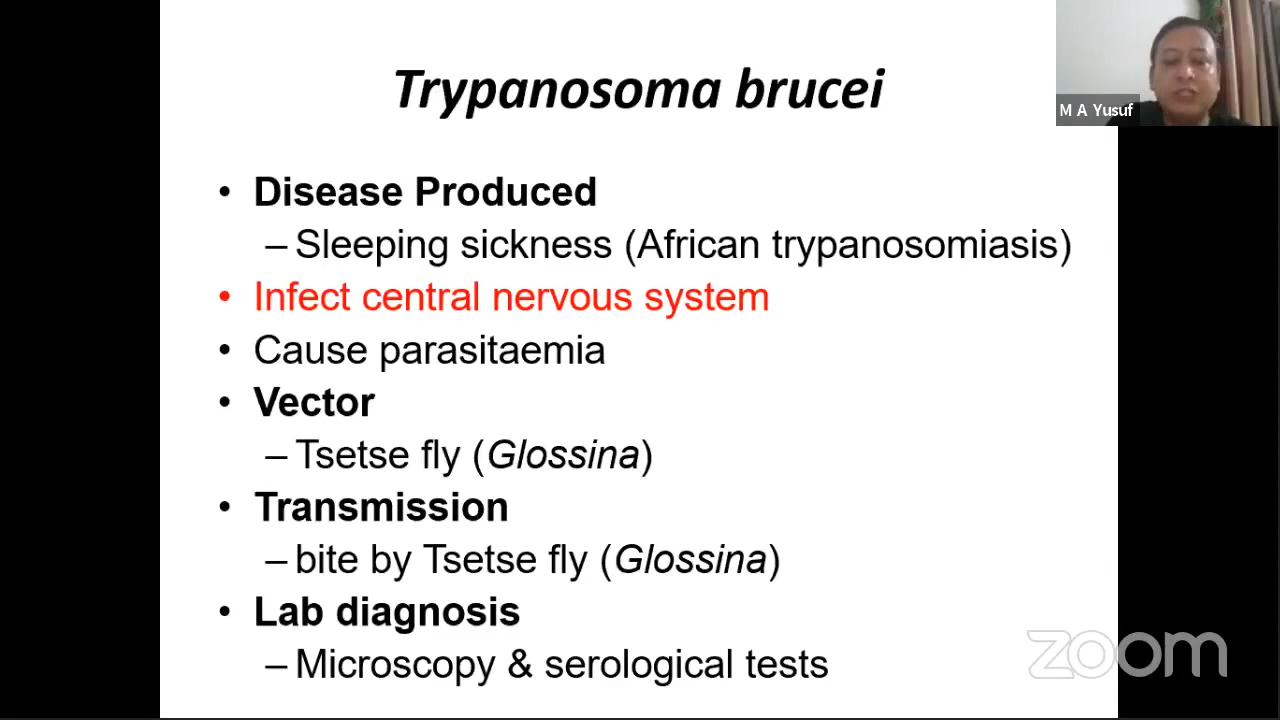 Trypanosoma brucei
M A Yusuf
• Disease Produced
– Sleeping sickness (African trypanosomiasis)
• Infect central nervous system
• Cause parasitaemia
• Vector
– Tsetse fly (Glossina)
• Transmission
– bite by Tsetse fly (Glossina)
• Lab diagnosis
– Microscopy & serological tests
zoom